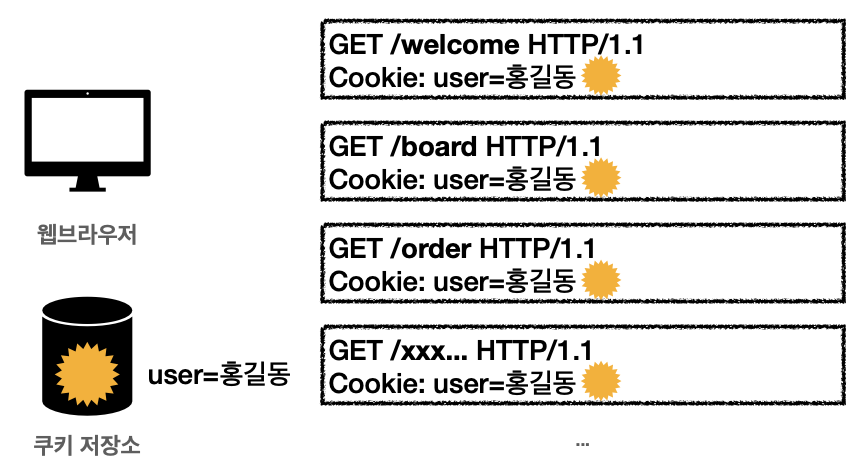 GET /welcome HTTP/1.1
Cookie: user=홍길동
GET /board HTTP/1.1
Cookie: user=홍길동
웹브라우저
GET /order HTTP/1.1
Cookie: user=홍길동
GET /xxx... HTTP/1.1
Cookie: user=홍길동
user=홍길동
쿠키 저장소
...